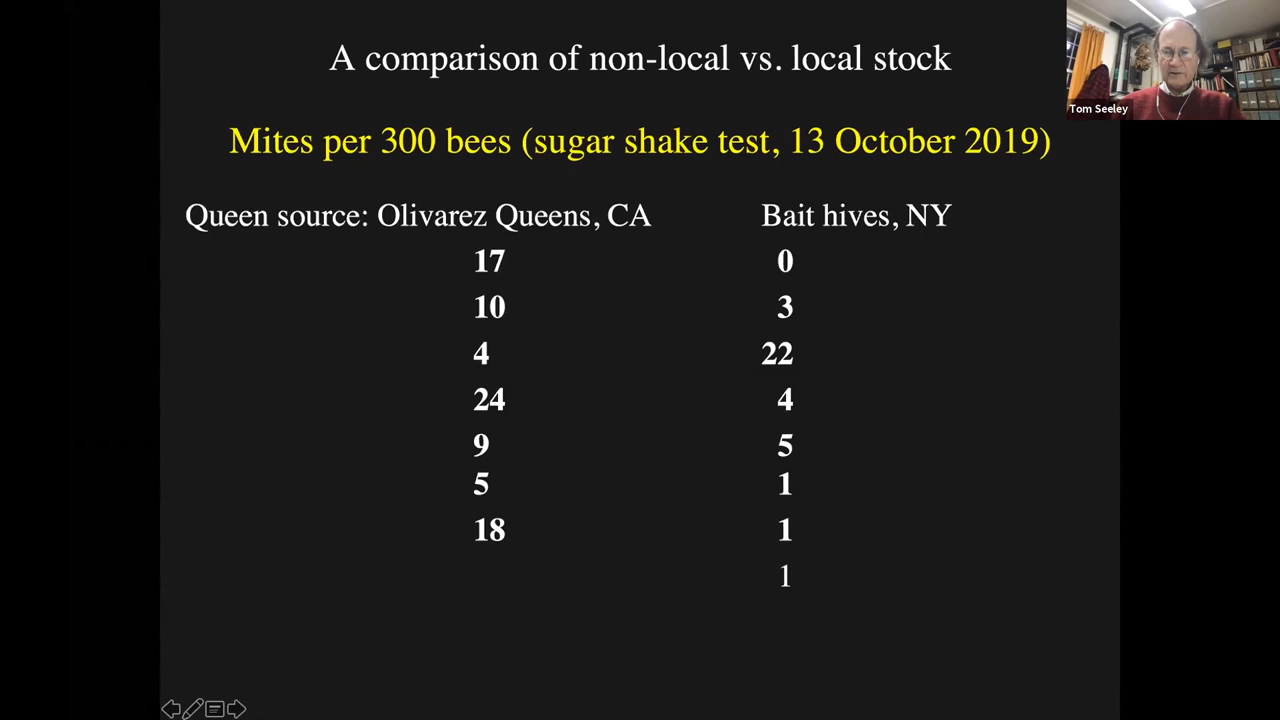 A comparison of non-local vs. local stock
Tom Seeley
Mites per 300 bees (sugar shake test, 13 October 2019)
Queen source: Olivarez Queens, CA Bait hives, NY
17 0
10 3
4 22
24 4
9 5
5 1
18 1
1